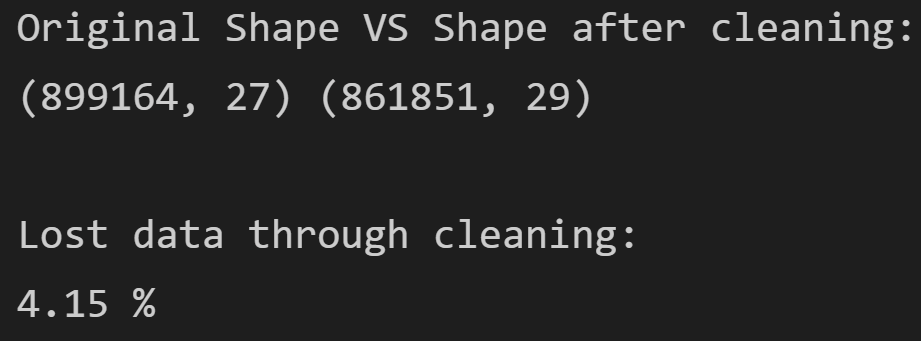 Original Shape VS Shape after cleaning:
(899164, 27) (861851, 29)
Lost data through cleaning:
4.15 %